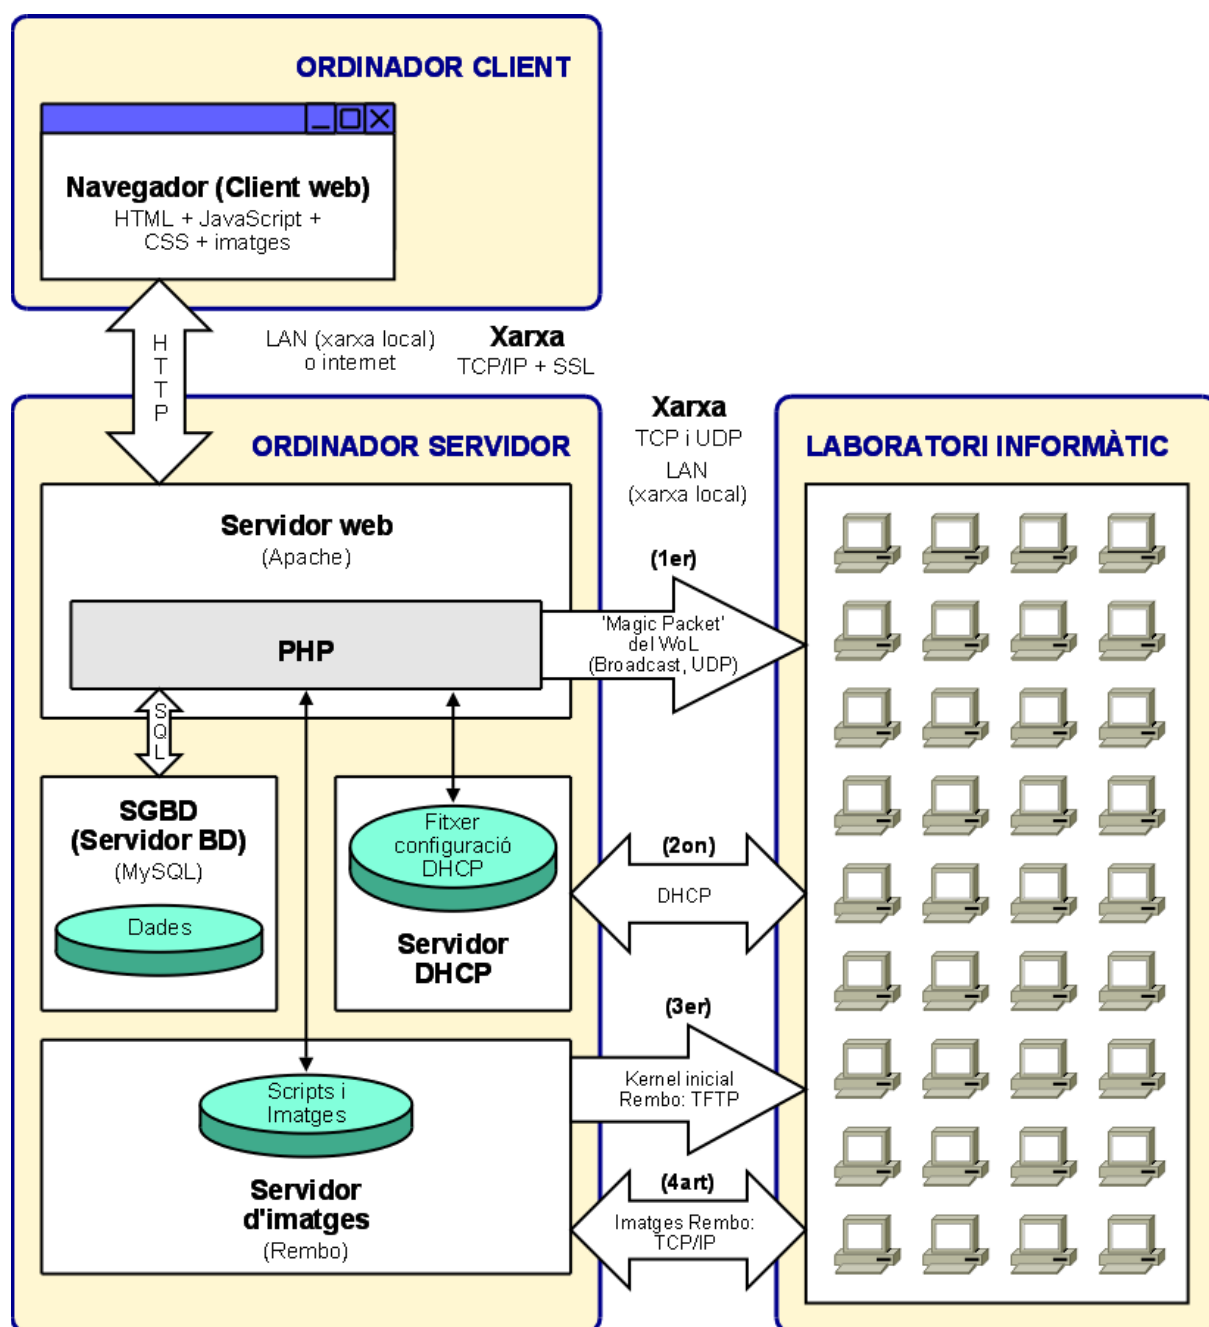 ORDINADOR CLIENT
Navegador (Client web)
HTML + JavaScript +
CSS + imatges
HTTP
LAN (xarxa local)
o internet
Xarxa
TCP/IP + SSL
ORDINADOR SERVIDOR
Servidor web
(Apache)
PHP
SQL
SGBD
(Servidor BD)
(MySQL)
Dades
Fitxer
configuració
DHCP
Servidor
DHCP
Scripts i
Imatges
Servidor
d'imatges
(Rembo)
Xarxa
TCP i UDP
LAN
(xarxa local)
(1er)
'Magic Packet'
del WoL
(Broadcast, UDP)
(2on)
DHCP
(3er)
Kernel inicial
Rembo: TFTP
(4art)
Imatges Rembo:
TCP/IP
LABORATORI INFORMÀTIC